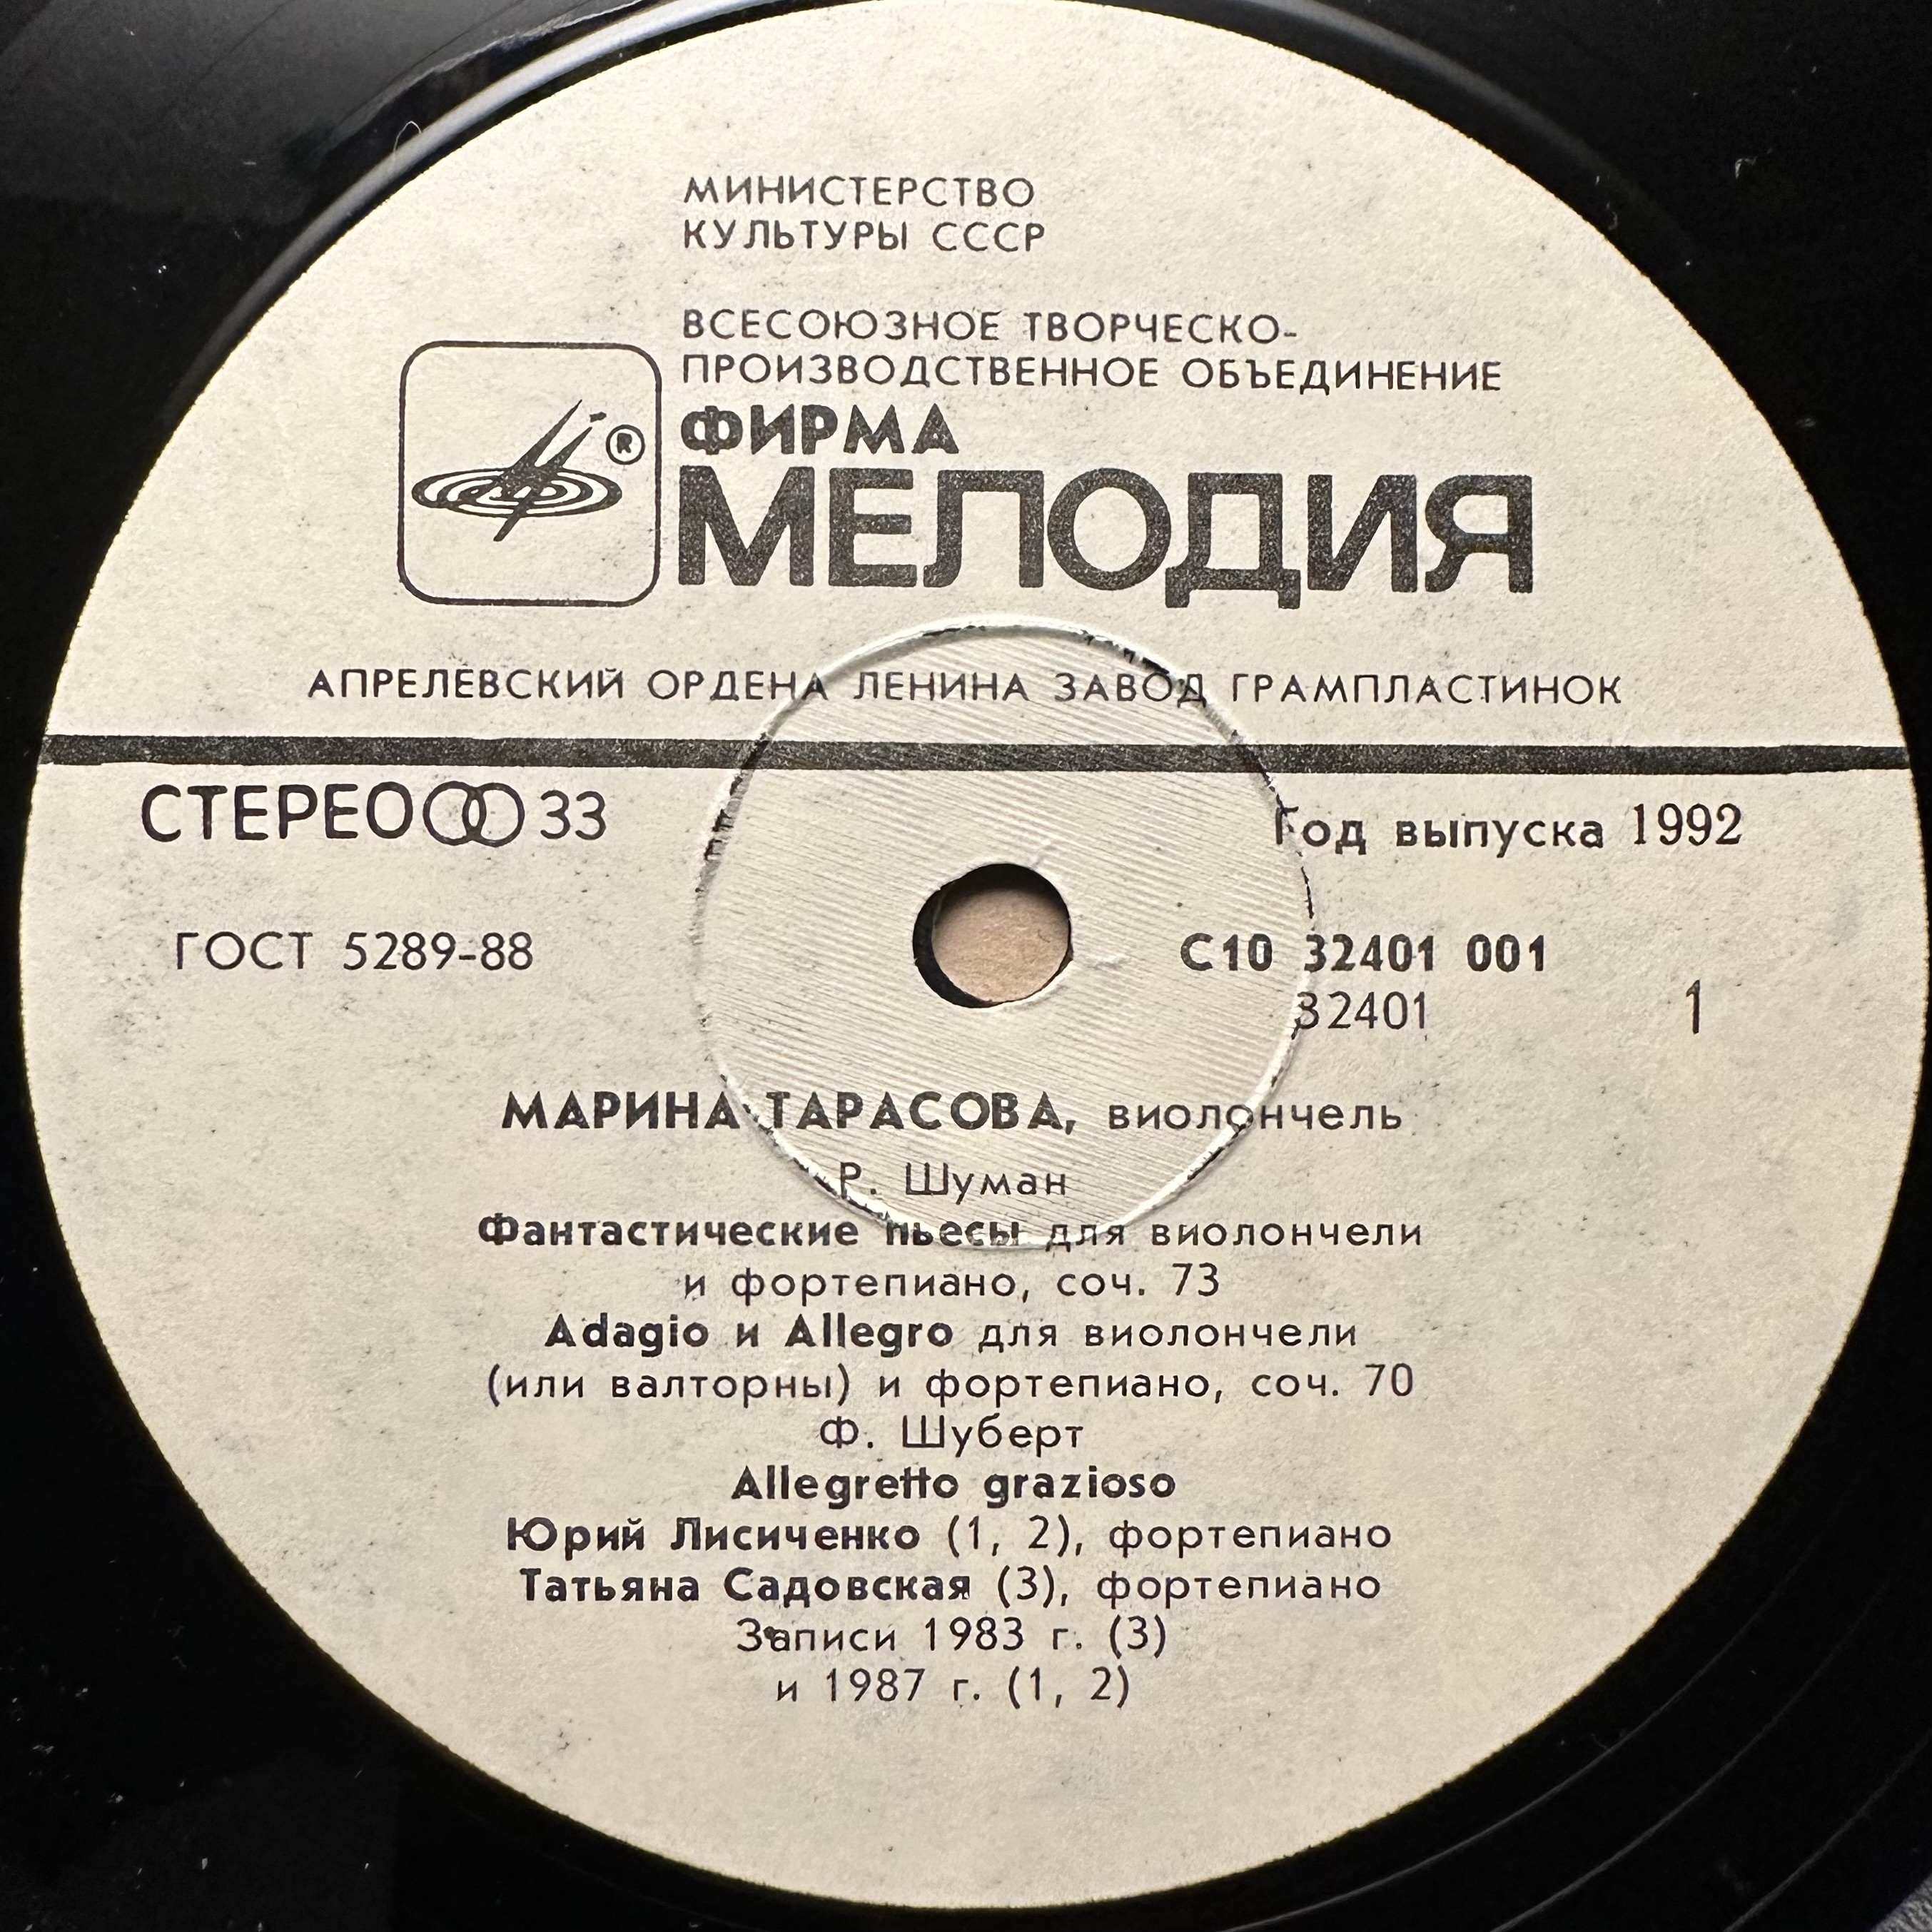 МИНИСТЕРСТВО
КУЛЬТУРЫ СССР
ВСЕСОЮЗНОЕ ТВОРЧЕСКО-
ПРОИЗВОДСТВЕННОЕ ОБЪЕДИНЕНИЕ
ФИРМА
®
МЕЛОДИЯ
АПРЕЛЕВСКИЙ ОРДЕНА ЛЕНИНА ЗАВОД ГРАМПЛАСТИНОК
СТЕРЕО 33
Год выпуска 1992
ГОСТ 5289-88
С10 32401 001
32401
1
МАРИНА ТАРАСОВА, виолончель
Р. Шуман
Фантастические пьесы для виолончели
и фортепиано, соч. 73
Adagio и Allegro для виолончели
(или валторны) и фортепиано, соч. 70
Ф. Шуберт
Allegretto grazioso
Юрий Лисиченко (1, 2), фортепиано
Татьяна Садовская (3), фортепиано
Записи 1983 г. (3)
и 1987 г. (1, 2)